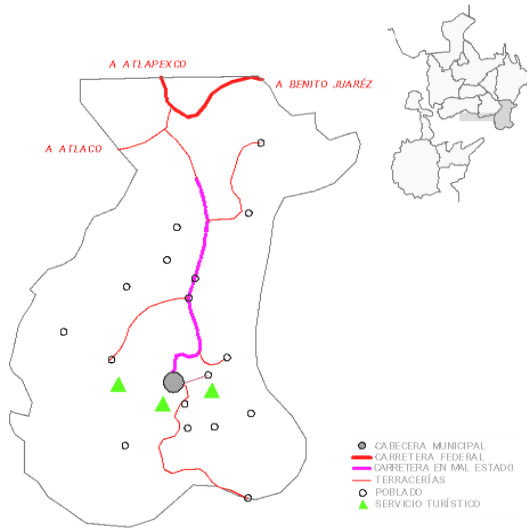 A ATLAPEXCO
A BENITO JUARÉZ
A ATLACO
CABECERA MUNICIPAL
CARRETERA FEDERAL
CARRETERA EN MAL ESTADO
TERRACERÍAS
POBLADO
SERVICIO TURÍSTICO